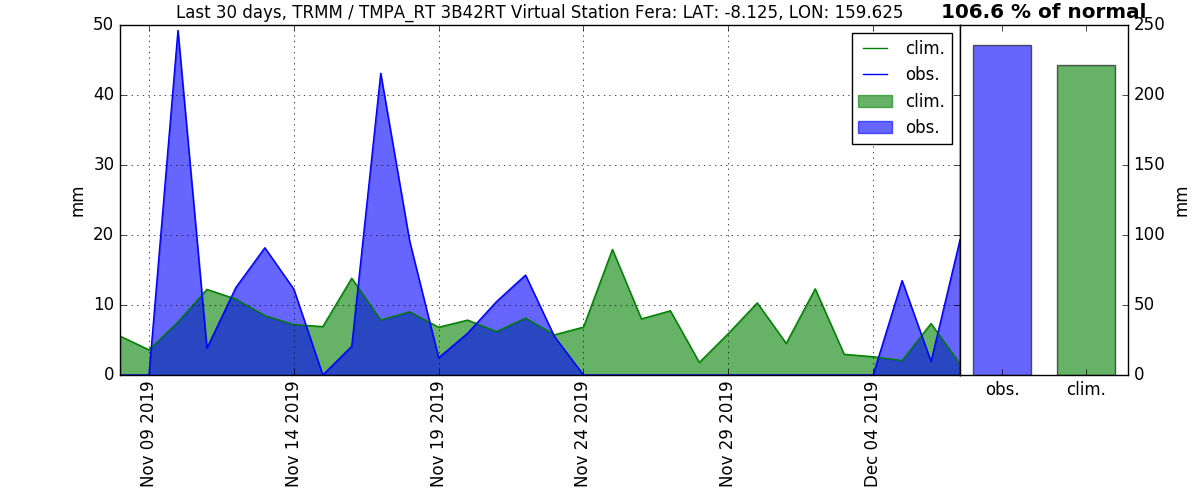 Last 30 days, TRMM / TMPA_RT 3B42RT Virtual Station Fera: LAT: -8.125, LON: 159.625
106.6 % of normal
50
40
30
20
10
0
mm
clim.
obs.
clim.
obs.
250
200
150
100
50
0
mm
Nov 09 2019
Nov 14 2019
Nov 19 2019
Nov 24 2019
Nov 29 2019
Dec 04 2019
obs.
clim.